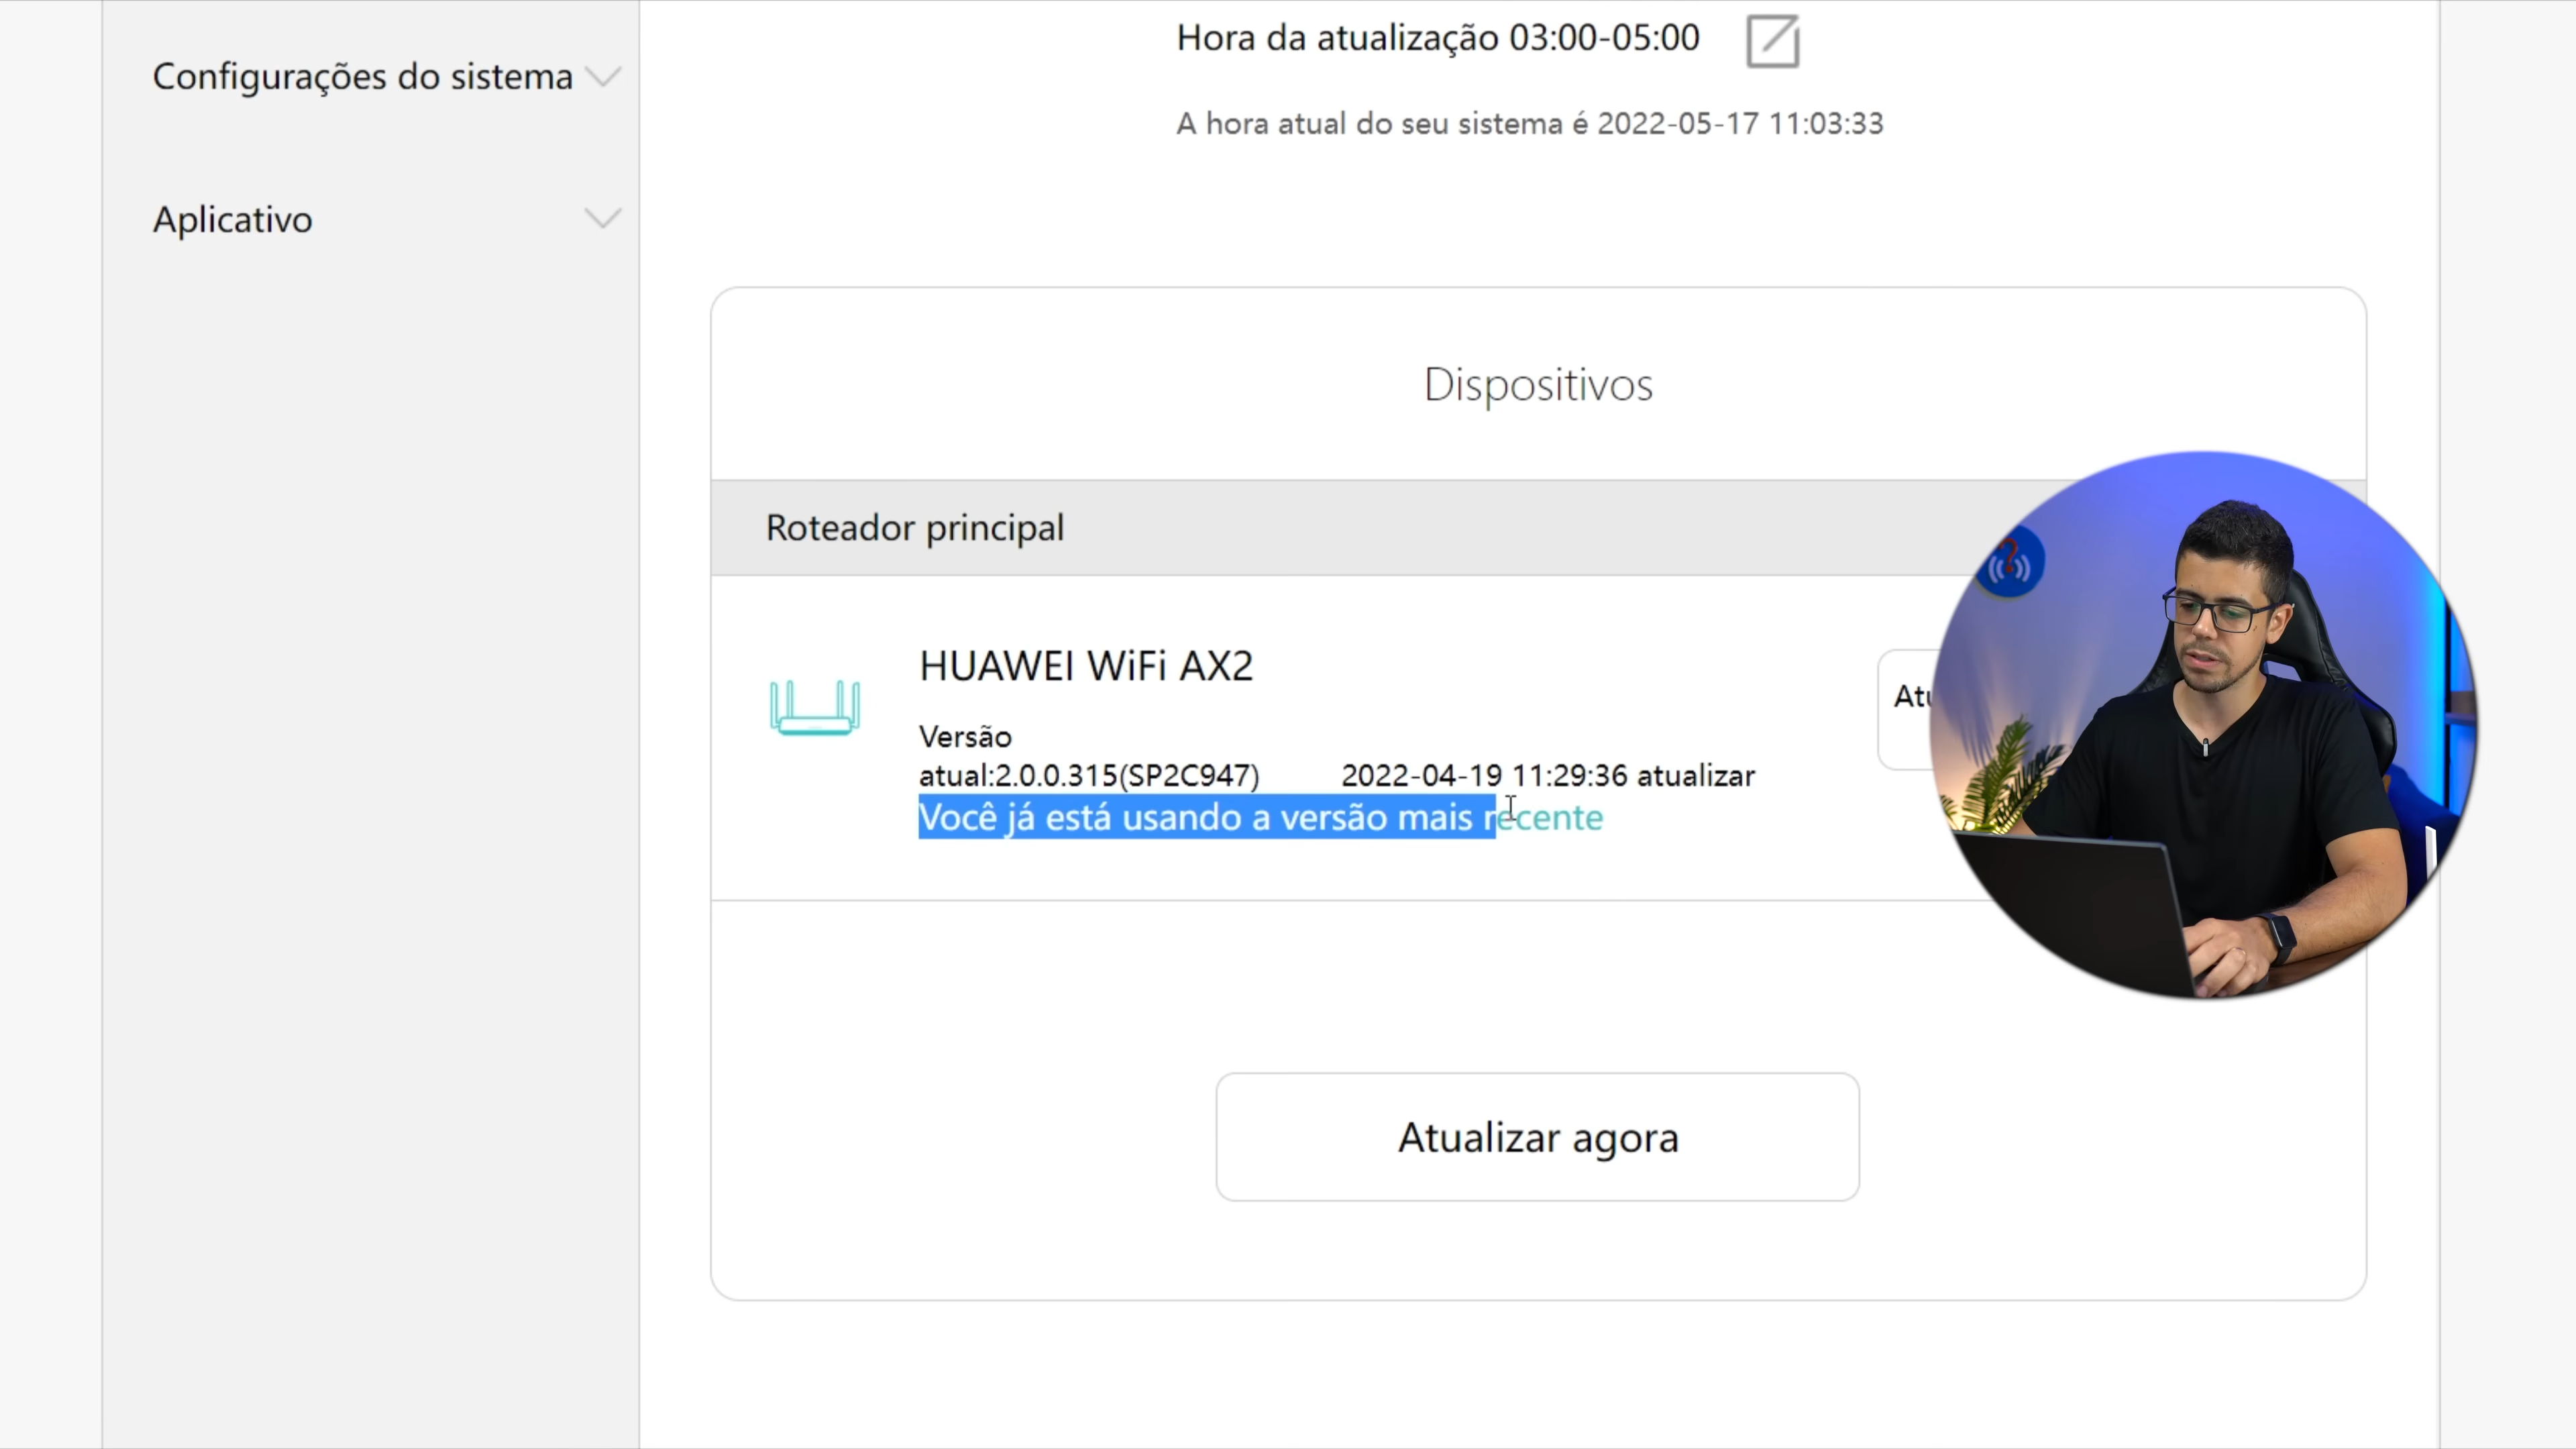 Hora da atualização 03:00-05:00
Configurações do sistema
A hora atual do seu sistema é 2022-05-17 11:03:33
Aplicativo
Dispositivos
Roteador principal
HUAWEI WiFi AX2
Versão
atual:2.0.0.315(SP2C947) 2022-04-19 11:29:36 atualizar
Você já está usando a versão mais recente
Atualizar agora